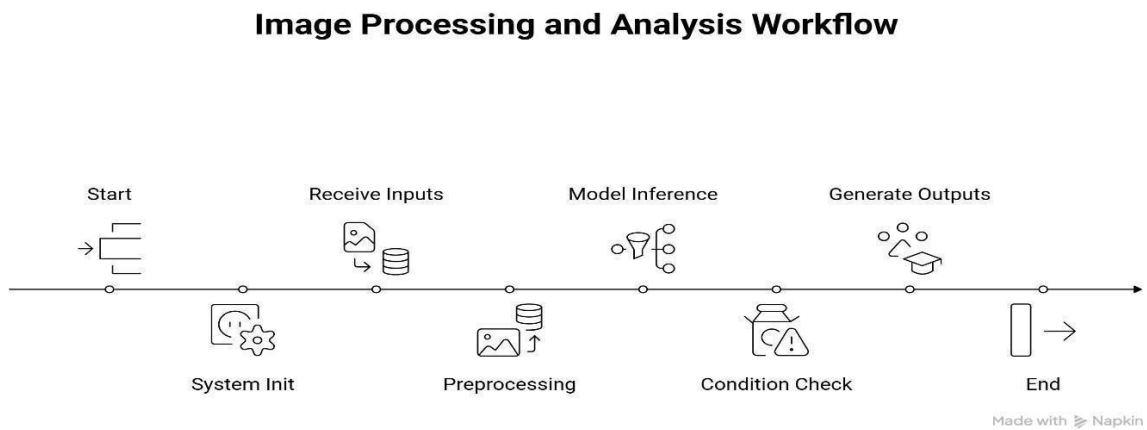 Image Processing and Analysis Workflow
Start
Receive Inputs
Model Inference
Generate Outputs
System Init
Preprocessing
Condition Check
End
Made with Napkin